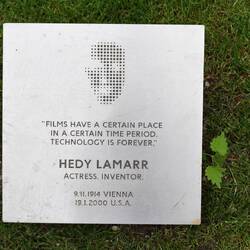 "FILMS HAVE A CERTAIN PLACE
IN A CERTAIN TIME PERIOD.
TECHNOLOGY IS FOREVER."
HEDY LAMARR
ACTRESS. INVENTOR.
9.11.1914 VIENNA
19.1.2000 U.S.A.